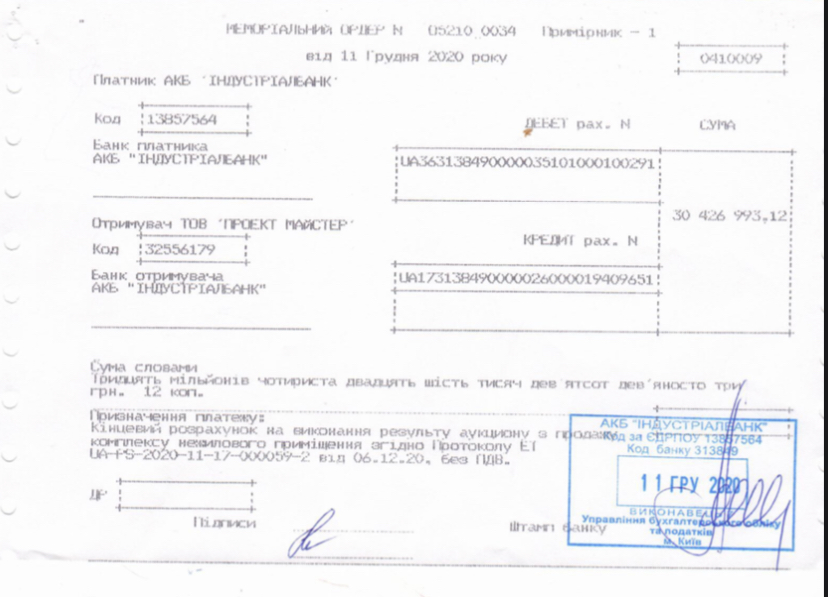 МЕМОРІАЛЬНИЙ ОРДЕР N 05210_0034 Примірник - 1
від 11 Грудня 2020 року
0410009
Платник АКБ 'ІНДУСТРІАЛБАНК'
Код 13857564
ДЕБЕТ рах. N СУМА
Банк платника
АКБ "ІНДУСТРІАЛБАНК"
UA363138490000035101000100291
30 426 993,12
Отримувач ТОВ 'ПРОЕКТ МАЙСТЕР'
Код 32556179
КРЕДИТ рах. N
Банк отримувача
АКБ "ІНДУСТРІАЛБАНК"
UA173138490000026000019409651
Сума словами
Тридцять мільйонів чотириста двадцять шість тисяч дев ятсот дев'яносто три
грн. 12 коп.
Призначення платежу:
Кінцевий розрахунок на виконання результу аукциону з продажу
комплексу нежилового приміщення згідно Протоколу ЕТ
UA-PS-2020-11-17-000059-2 від 06.12.20, без ПДВ.
ДР
Підписи
Штамп банку
АКБ "ІНДУСТРІАЛБАНК"
Код за ЄДРПОУ 13857564
Код банку 313849
11 ГРУ 2020
ВИКОНАВЕЦЬ
Управління бухгалтерського обліку
та податків
м. Київ